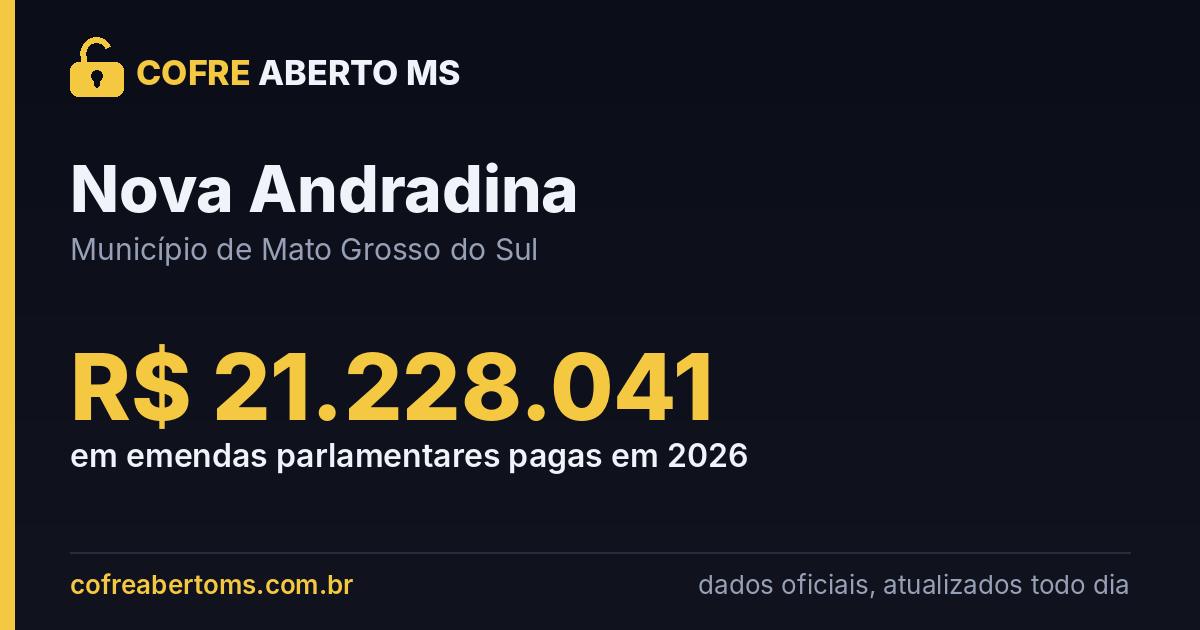 COFRE ABERTO MS
Nova Andradina
Município de Mato Grosso do Sul
R$ 21.228.041
em emendas parlamentares pagas em 2026
cofreabertoms.com.br
dados oficiais, atualizados todo dia